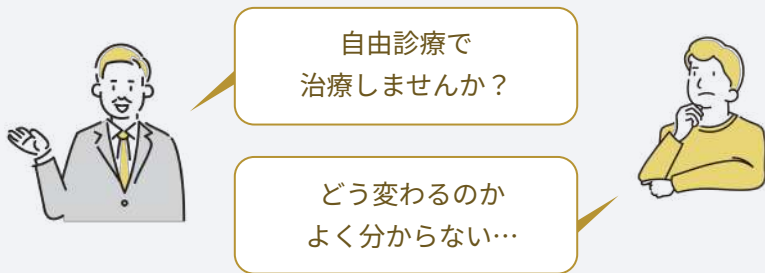 自由診療で
治療しませんか？
どう変わるのか
よく分からない…